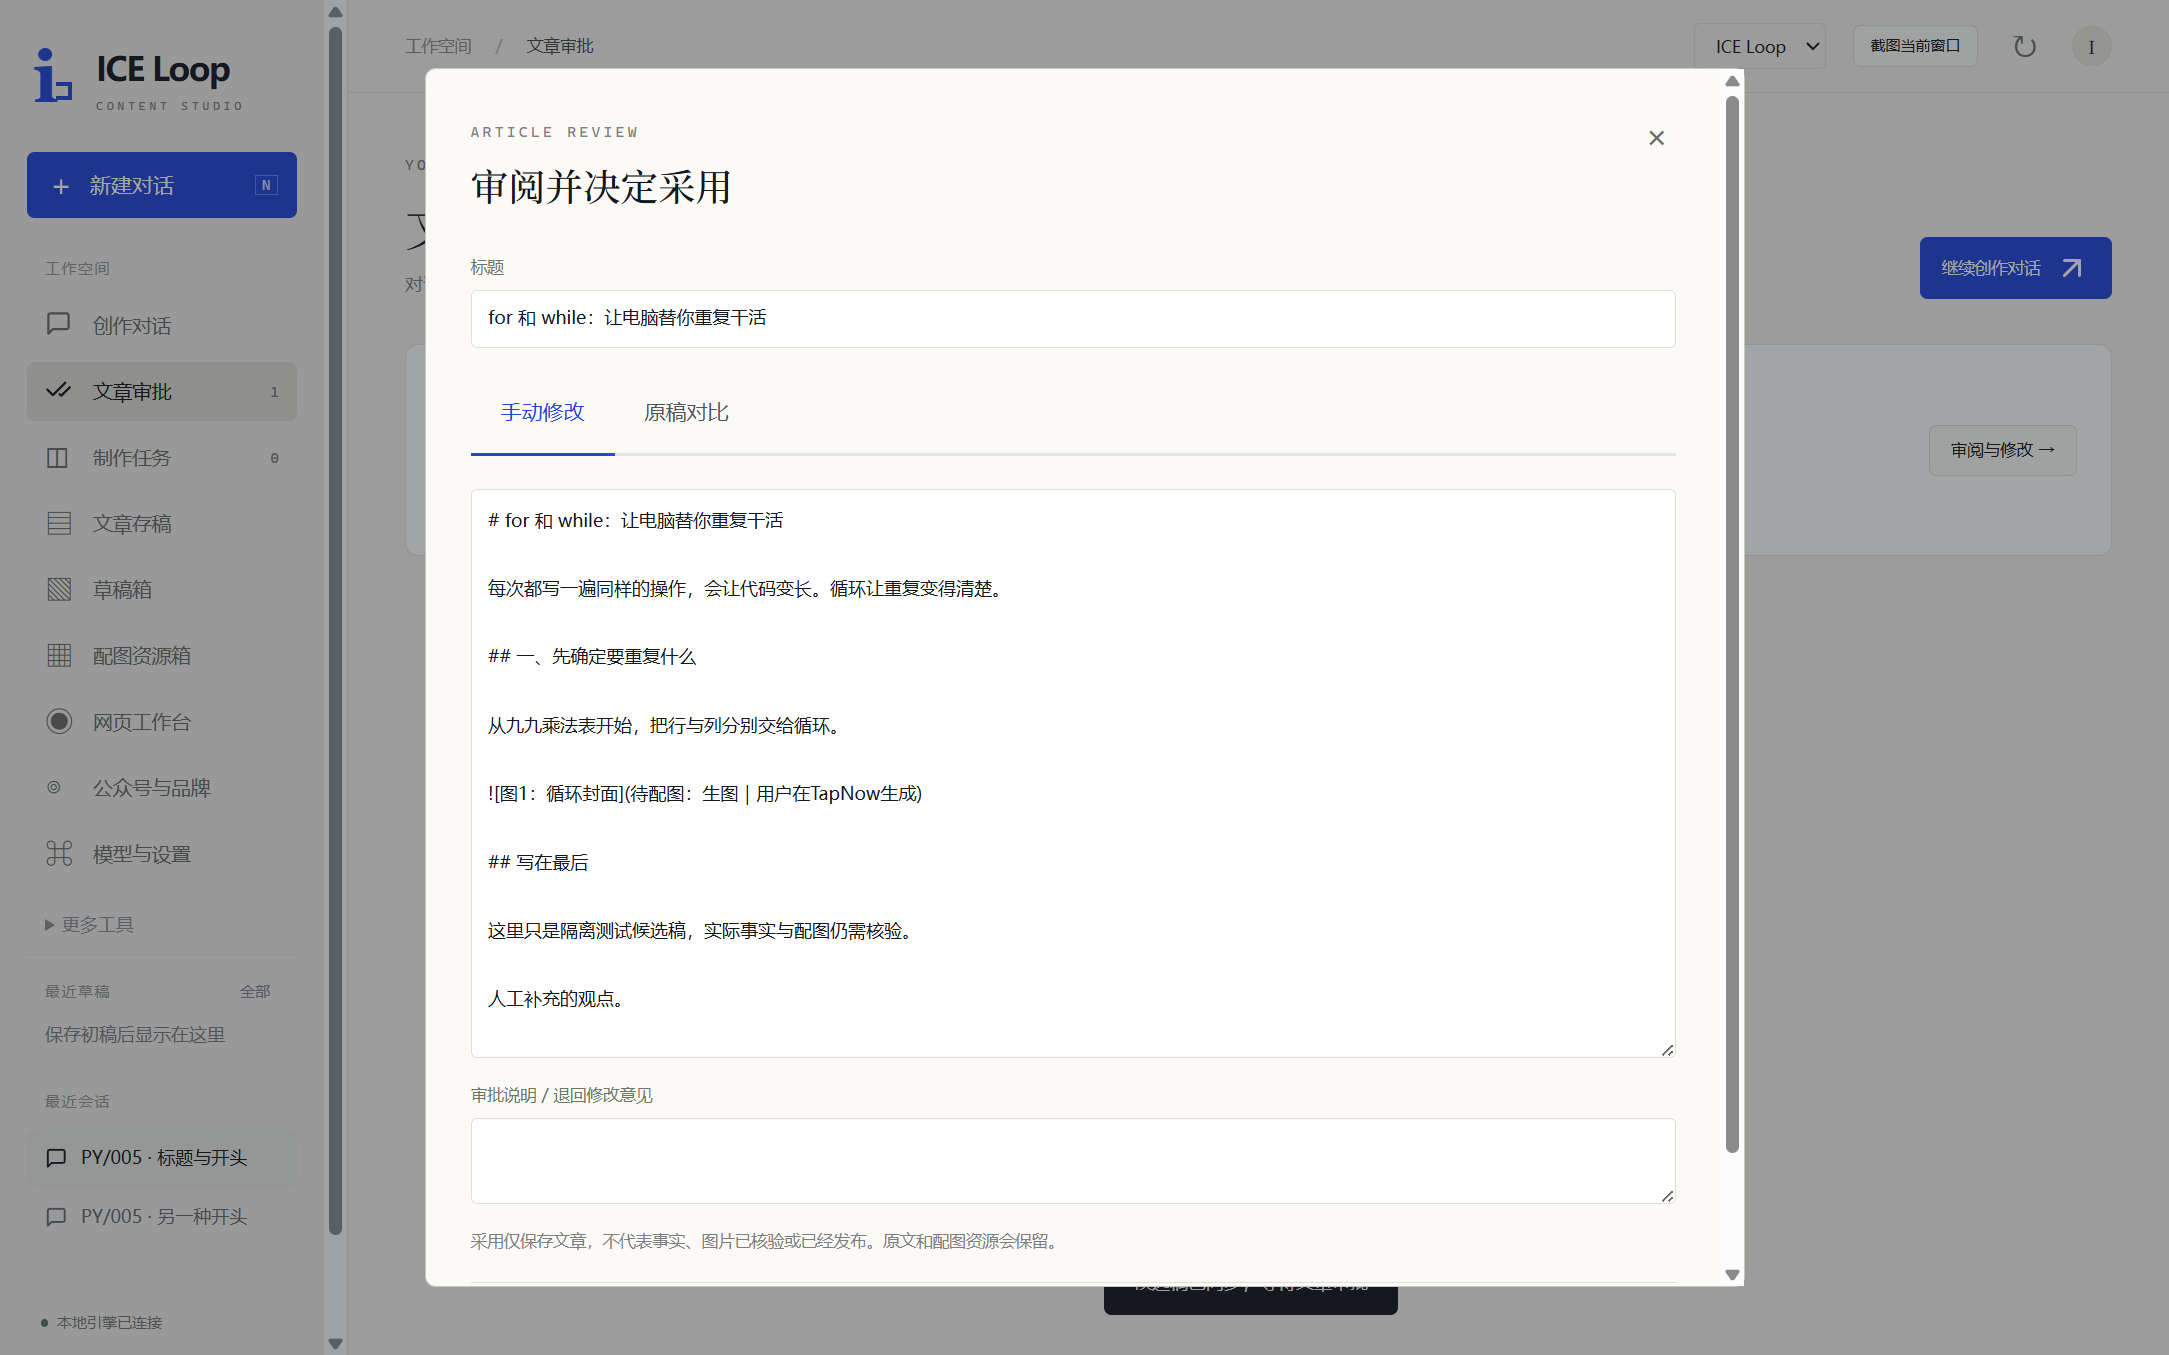 ICE Loop
CONTENT STUDIO
+ 新建对话 N
工作空间
创作对话
文章审批 1
制作任务 0
文章存稿
草稿箱
配图资源箱
网页工作台
公众号与品牌
模型与设置
更多工具
最近草稿 全部
保存初稿后显示在这里
最近会话
PY/005 · 标题与开头
PY/005 · 另一种开头
本地引擎已连接
工作空间 / 文章审批
ICE Loop
截图当前窗口
I
YO
对
继续创作对话
审阅与修改 →
ARTICLE REVIEW
审阅并决定采用
标题
for 和 while：让电脑替你重复干活
手动修改 原稿对比
# for 和 while：让电脑替你重复干活
每次都写一遍同样的操作，会让代码变长。循环让重复变得清楚。
## 一、先确定要重复什么
从九九乘法表开始，把行与列分别交给循环。
![图1：循环封面](待配图：生图 | 用户在TapNow生成)
## 写在最后
这里只是隔离测试候选稿，实际事实与配图仍需核验。
人工补充的观点。
审批说明 / 退回修改意见
采用仅保存文章，不代表事实、图片已核验或已经发布。原文和配图资源会保留。